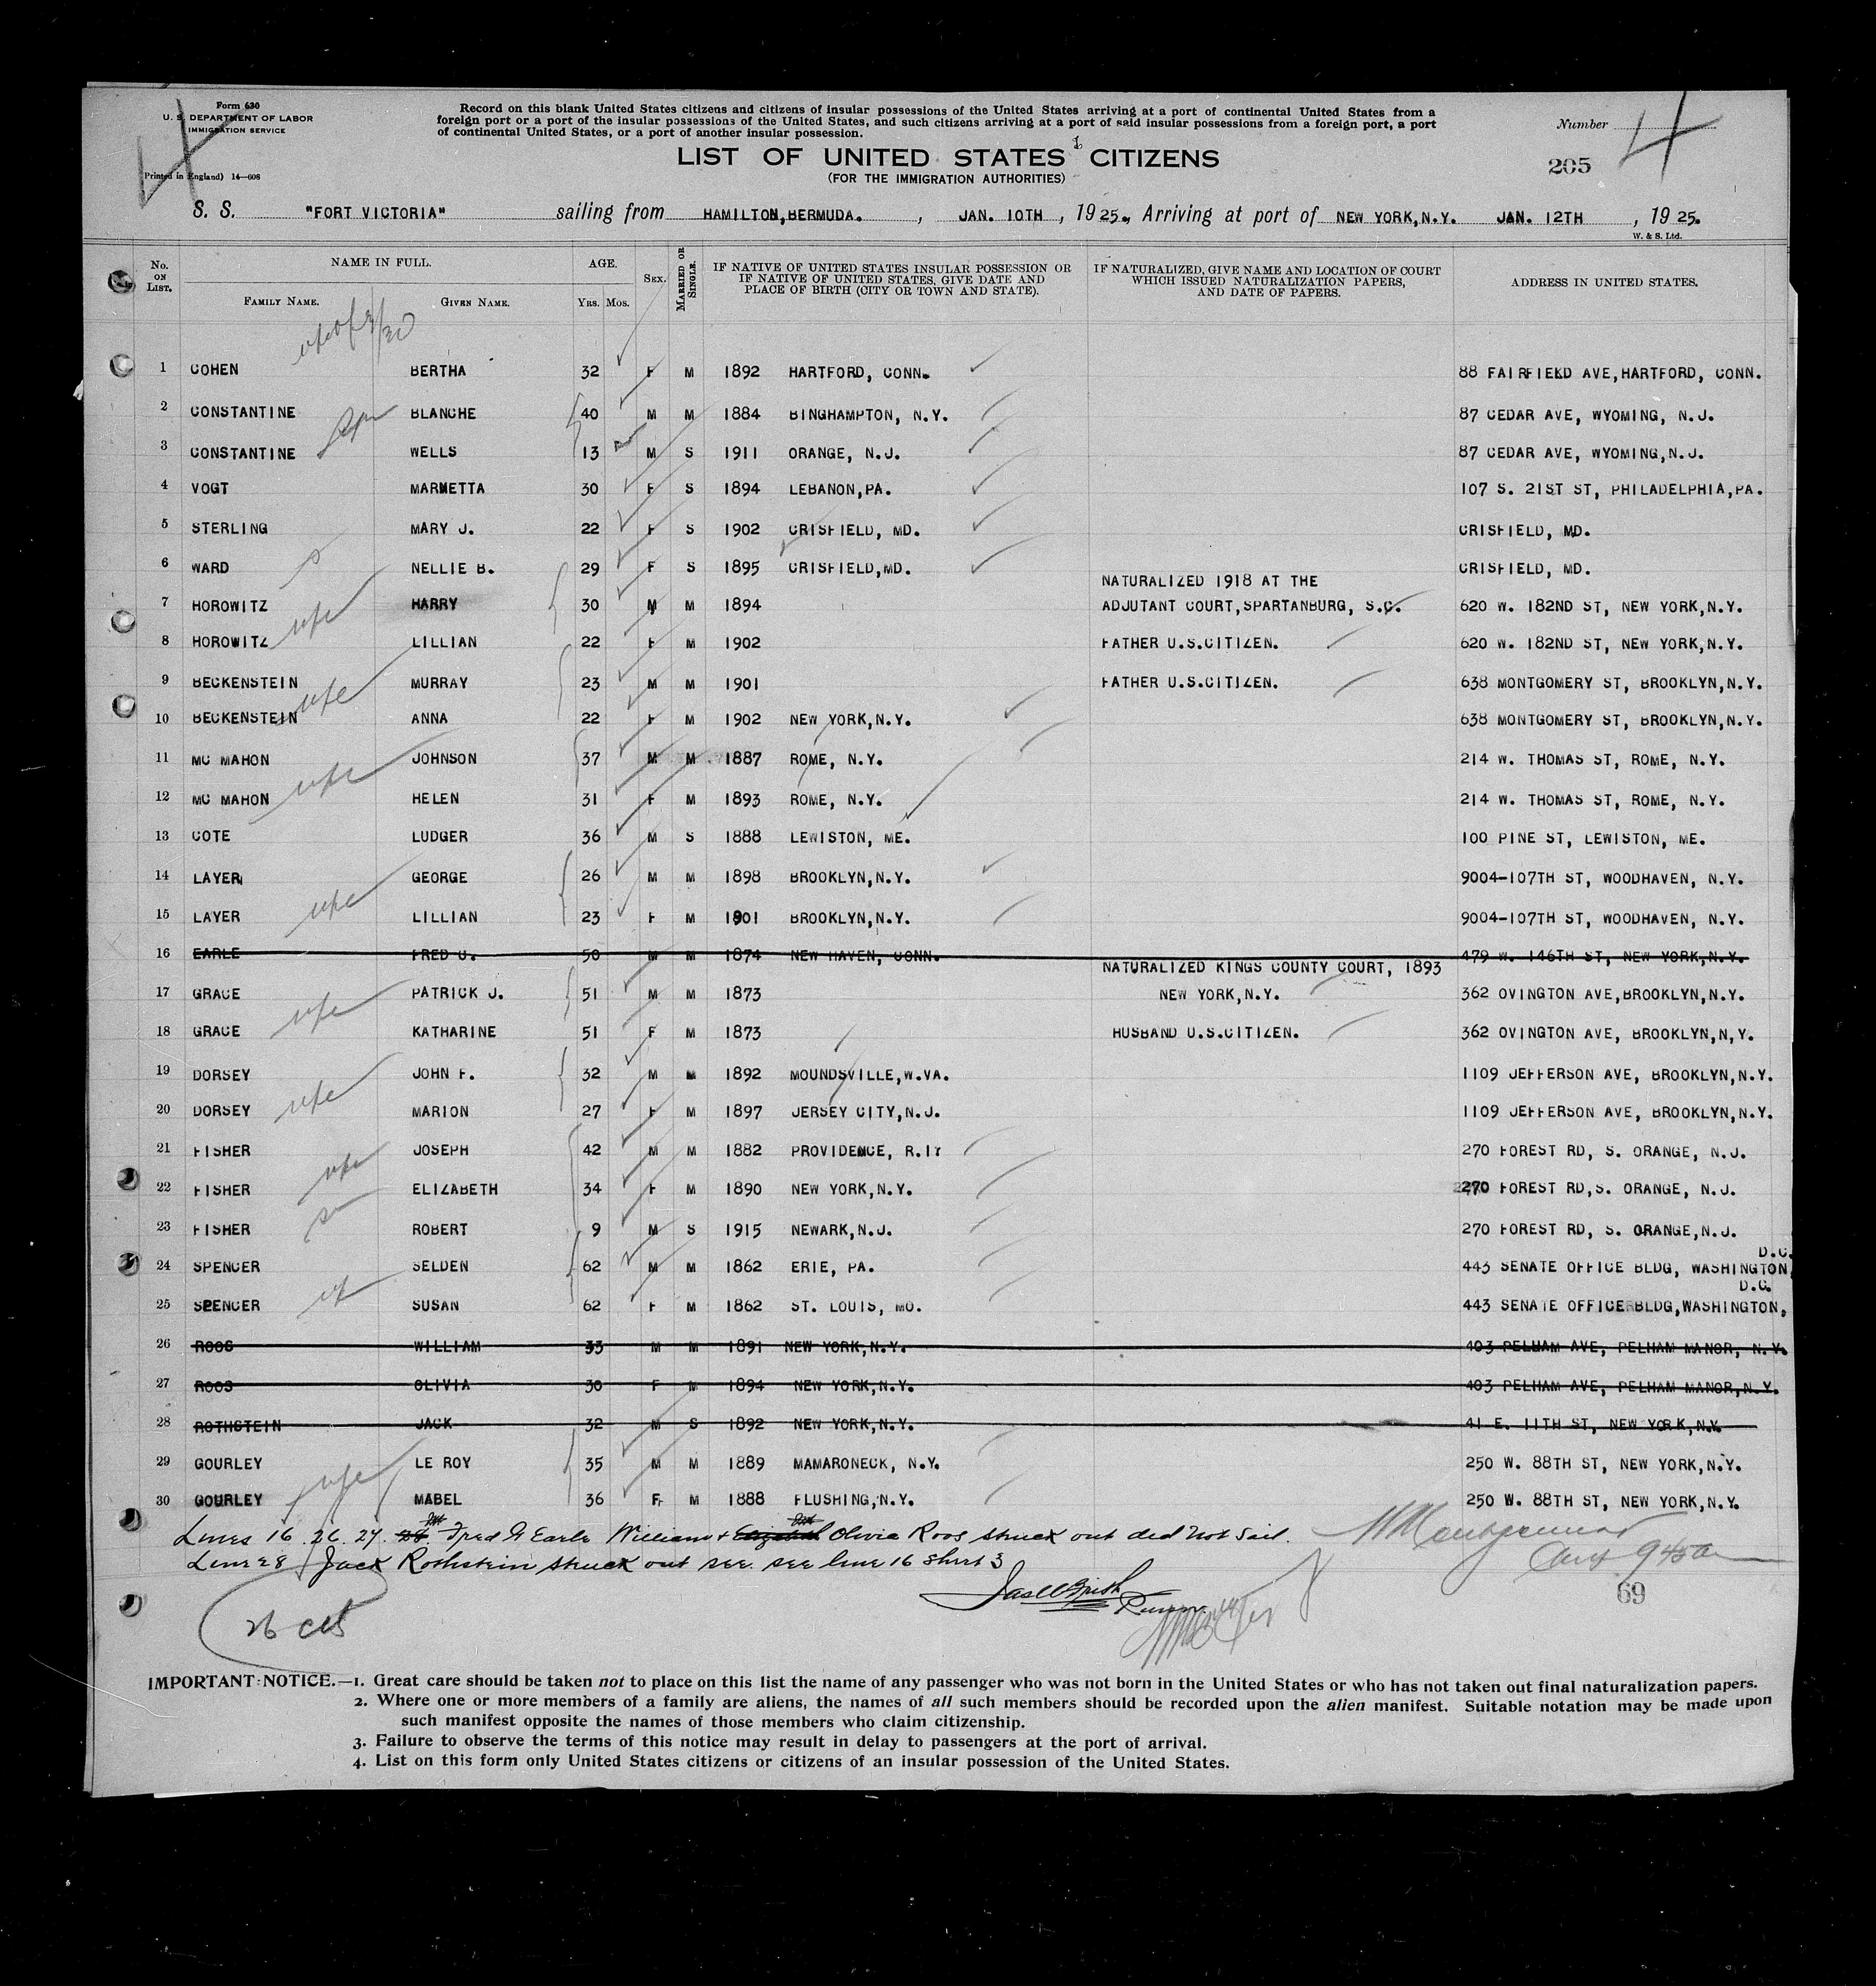 Form 630
U. S. DEPARTMENT OF LABOR
IMMIGRATION SERVICE
(Printed in England) 14—608
Record on this blank United States citizens and citizens of insular possessions of the United States arriving at a port of continental United States from a
foreign port or a port of the insular possessions of the United States, and such citizens arriving at a port of said insular possessions from a foreign port, a port
of continental United States, or a port of another insular possession.
Number 4
4
205
LIST OF UNITED STATES CITIZENS
(FOR THE IMMIGRATION AUTHORITIES)
S. S. "FORT VICTORIA" sailing from HAMILTON,BERMUDA. , JAN. 10TH , 1925., Arriving at port of NEW YORK,N.Y. JAN. 12TH , 1925.
W. & S. Ltd.
No. ON LIST. NAME IN FULL. AGE. SEX. MARRIED OR SINGLE. IF NATIVE OF UNITED STATES INSULAR POSSESSION OR IF NATIVE OF UNITED STATES, GIVE DATE AND PLACE OF BIRTH (CITY OR TOWN AND STATE). IF NATURALIZED, GIVE NAME AND LOCATION OF COURT WHICH ISSUED NATURALIZATION PAPERS, AND DATE OF PAPERS. ADDRESS IN UNITED STATES.
FAMILY NAME. GIVEN NAME. YRS. MOS.
1 COHEN BERTHA 32 F M 1892 HARTFORD, CONN. 88 FAIRFIELD AVE,HARTFORD, CONN.
2 CONSTANTINE BLANCHE 40 M M 1884 BINGHAMPTON, N.Y. 87 CEDAR AVE, WYOMING, N.J.
3 CONSTANTINE WELLS 13 M S 1911 ORANGE, N.J. 87 CEDAR AVE, WYOMING,N.J.
4 VOGT MARMETTA 30 F S 1894 LEBANON,PA. 107 S. 21ST ST, PHILADELPHIA,PA.
5 STERLING MARY J. 22 F S 1902 CRISFIELD, MD. CRISFIELD, MD.
6 WARD NELLIE B. 29 F S 1895 CRISFIELD,MD. CRISFIELD, MD.
NATURALIZED 1918 AT THE
7 HOROWITZ HARRY 30 M M 1894 ADJUTANT COURT,SPARTANBURG, S.C. 620 W. 182ND ST, NEW YORK,N.Y.
8 HOROWITZ LILLIAN 22 F M 1902 FATHER U.S.CITIZEN. 620 W. 182ND ST, NEW YORK,N.Y.
9 BECKENSTEIN MURRAY 23 M M 1901 FATHER U.S.CITIZEN. 638 MONTGOMERY ST, BROOKLYN,N.Y.
10 BECKENSTEIN ANNA 22 F M 1902 NEW YORK,N.Y. 638 MONTGOMERY ST, BROOKLYN,N.Y.
11 MC MAHON JOHNSON 37 M M 1887 ROME, N.Y. 214 W. THOMAS ST, ROME, N.Y.
12 MC MAHON HELEN 31 F M 1893 ROME, N.Y. 214 W. THOMAS ST, ROME, N.Y.
13 COTE LUDGER 36 M S 1888 LEWISTON, ME. 100 PINE ST, LEWISTON, ME.
14 LAYER GEORGE 26 M M 1898 BROOKLYN,N.Y. 9004-107TH ST, WOODHAVEN, N.Y.
15 LAYER LILLIAN 23 F M 1901 BROOKLYN,N.Y. 9004-107TH ST, WOODHAVEN, N.Y.
16 EARLE FRED G. 50 M M 1874 NEW HAVEN, CONN. 479 W. 146TH ST, NEW YORK,N.Y.
NATURALIZED KINGS COUNTY COURT, 1893
17 GRACE PATRICK J. 51 M M 1873 NEW YORK,N.Y. 362 OVINGTON AVE,BROOKLYN,N.Y.
18 GRACE KATHARINE 51 F M 1873 HUSBAND U.S.CITIZEN. 362 OVINGTON AVE, BROOKLYN,N,Y.
19 DORSEY JOHN F. 32 M M 1892 MOUNDSVILLE,W.VA. 1109 JEFFERSON AVE, BROOKLYN,N.Y.
20 DORSEY MARION 27 F M 1897 JERSEY CITY,N.J. 1109 JEFFERSON AVE, BROOKLYN,N.Y.
21 FISHER JOSEPH 42 M M 1882 PROVIDENCE, R.I. 270 FOREST RD, S. ORANGE, N.J.
22 FISHER ELIZABETH 34 F M 1890 NEW YORK,N.Y. 270 FOREST RD,S. ORANGE, N.J.
23 FISHER ROBERT 9 M S 1915 NEWARK,N.J. 270 FOREST RD, S. ORANGE,N.J.
D.C.
24 SPENCER SELDEN 62 M M 1862 ERIE, PA. 443 SENATE OFFICE BLDG, WASHINGTON,
D.C.
25 SPENCER SUSAN 62 F M 1862 ST. LOUIS, MO. 443 SENATE OFFICE BLDG,WASHINGTON,
26 ROOS WILLIAM 33 M M 1891 NEW YORK,N.Y. 403 PELHAM AVE, PELHAM MANOR, N.Y.
27 ROOS OLIVIA 30 F M 1894 NEW YORK,N.Y. 403 PELHAM AVE, PELHAM MANOR,N.Y.
28 ROTHSTEIN JACK 32 M S 1892 NEW YORK,N.Y. 41 E. 11TH ST, NEW YORK,N.Y.
29 GOURLEY LE ROY 35 M M 1889 MAMARONECK, N.Y. 250 W. 88TH ST, NEW YORK,N.Y.
30 GOURLEY MABEL 36 F M 1888 FLUSHING,N.Y. 250 W. 88TH ST, NEW YORK,N.Y.
Lines 16. 26. 27. 28. Fred G Earle William & Elizabeth Olivia Roos struck out did not sail.
Line 28 Jack Rothstein struck out see line 16 sheet 3
69
26 cits
IMPORTANT NOTICE.—1. Great care should be taken not to place on this list the name of any passenger who was not born in the United States or who has not taken out final naturalization papers.
2. Where one or more members of a family are aliens, the names of all such members should be recorded upon the alien manifest. Suitable notation may be made upon
such manifest opposite the names of those members who claim citizenship.
3. Failure to observe the terms of this notice may result in delay to passengers at the port of arrival.
4. List on this form only United States citizens or citizens of an insular possession of the United States.